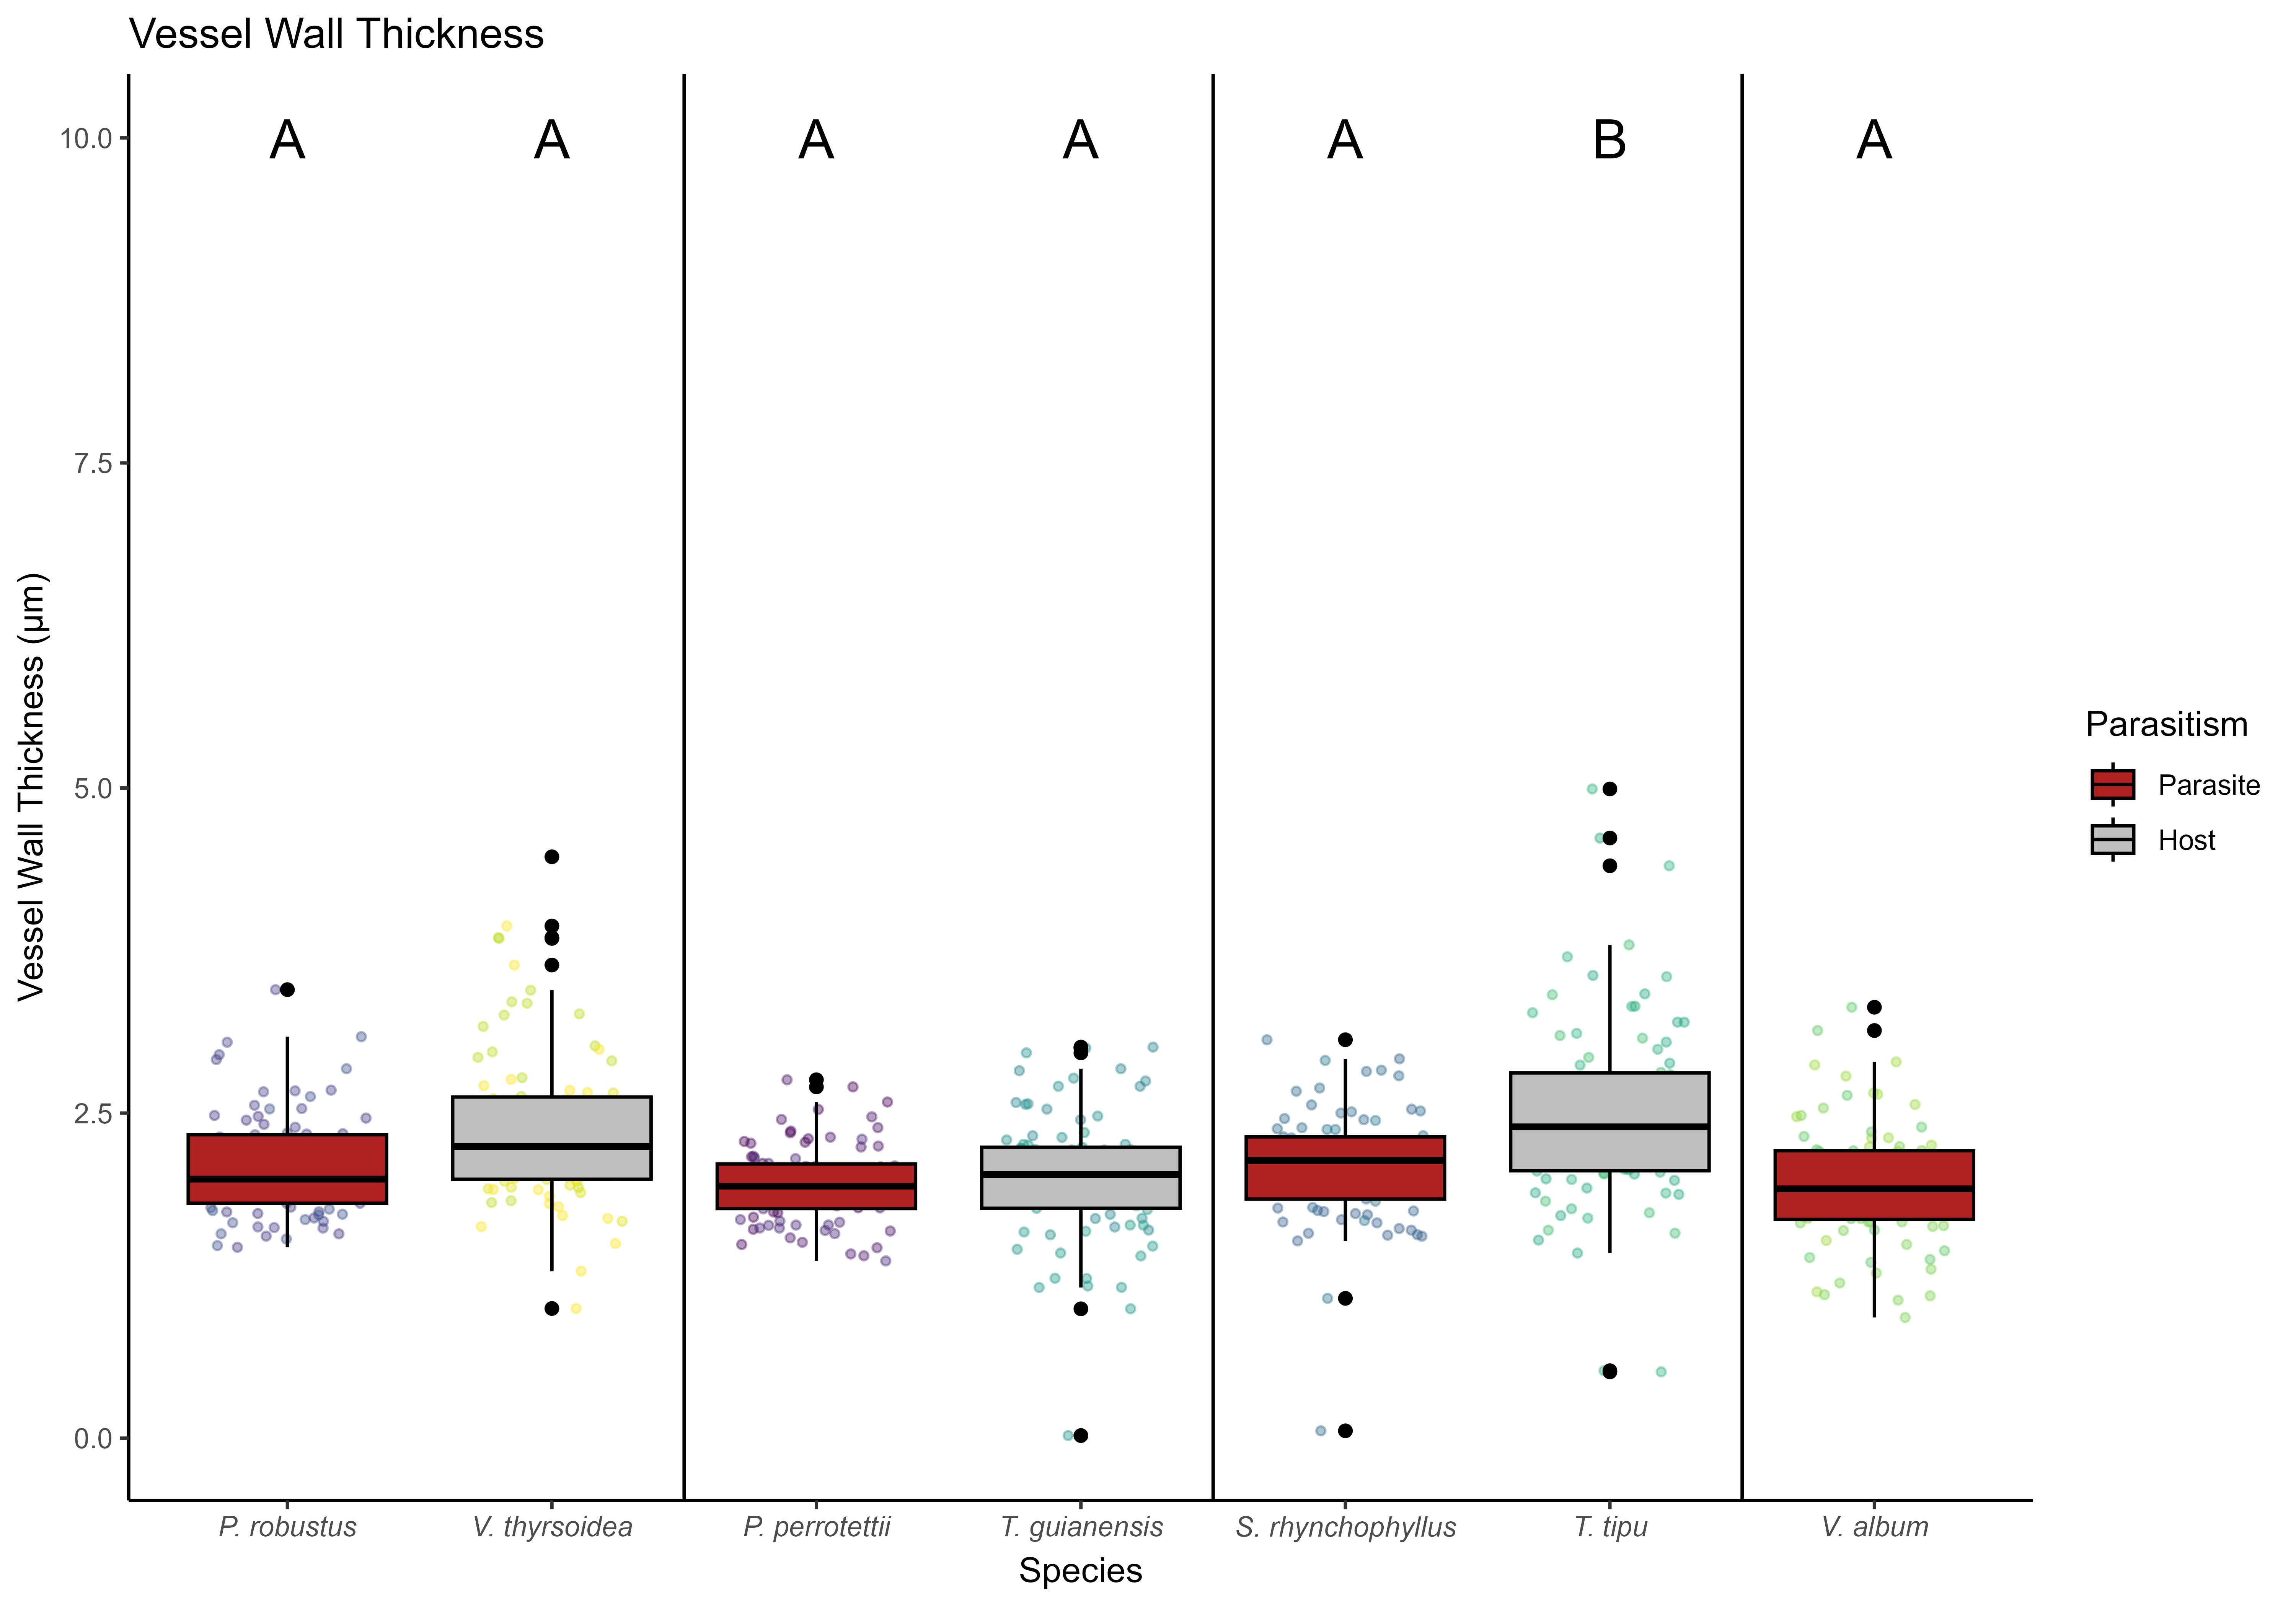 Vessel Wall Thickness
A A A A A B A
10.0
7.5
5.0
2.5
0.0
Vessel Wall Thickness (µm)
P. robustus V. thyrsoidea P. perrotettii T. guianensis S. rhynchophyllus T. tipu V. album
Species
Parasitism
Parasite
Host